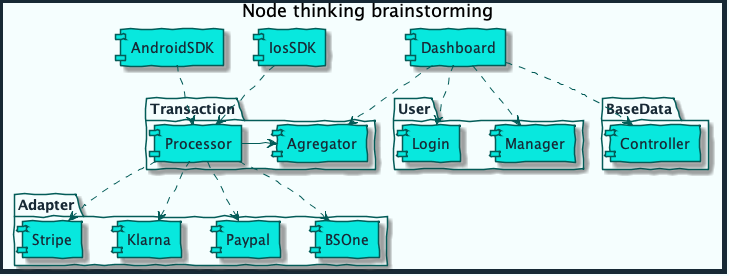 Node thinking brainstorming
AndroidSDK
IosSDK
Dashboard
Transaction
Processor
Agregator
User
Login
Manager
BaseData
Controller
Adapter
Stripe
Klarna
Paypal
BSOne